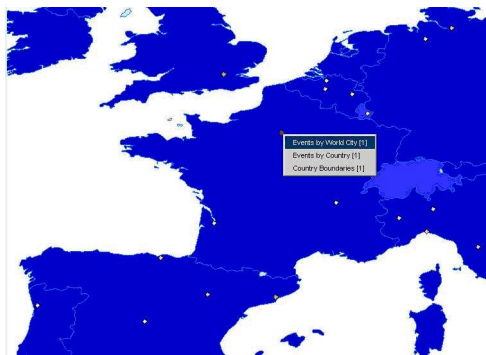 Events by World City [1]
Events by Country [1]
Country Boundaries [1]